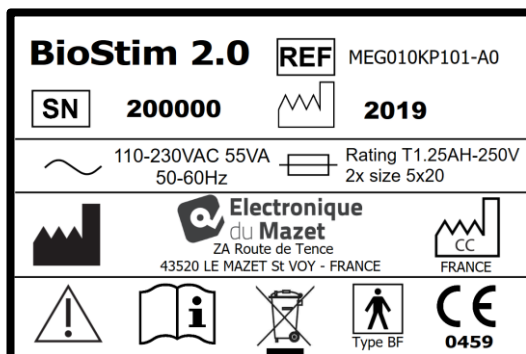 BioStim 2.0 REF MEG010KP101-A0
SN 200000 2019
110-230VAC 55VA
50-60Hz
Rating T1.25AH-250V
2x size 5x20
Electronique
du Mazet
ZA Route de Tence
43520 LE MAZET St VOY - FRANCE
CC
FRANCE
i
Type BF
CE
0459